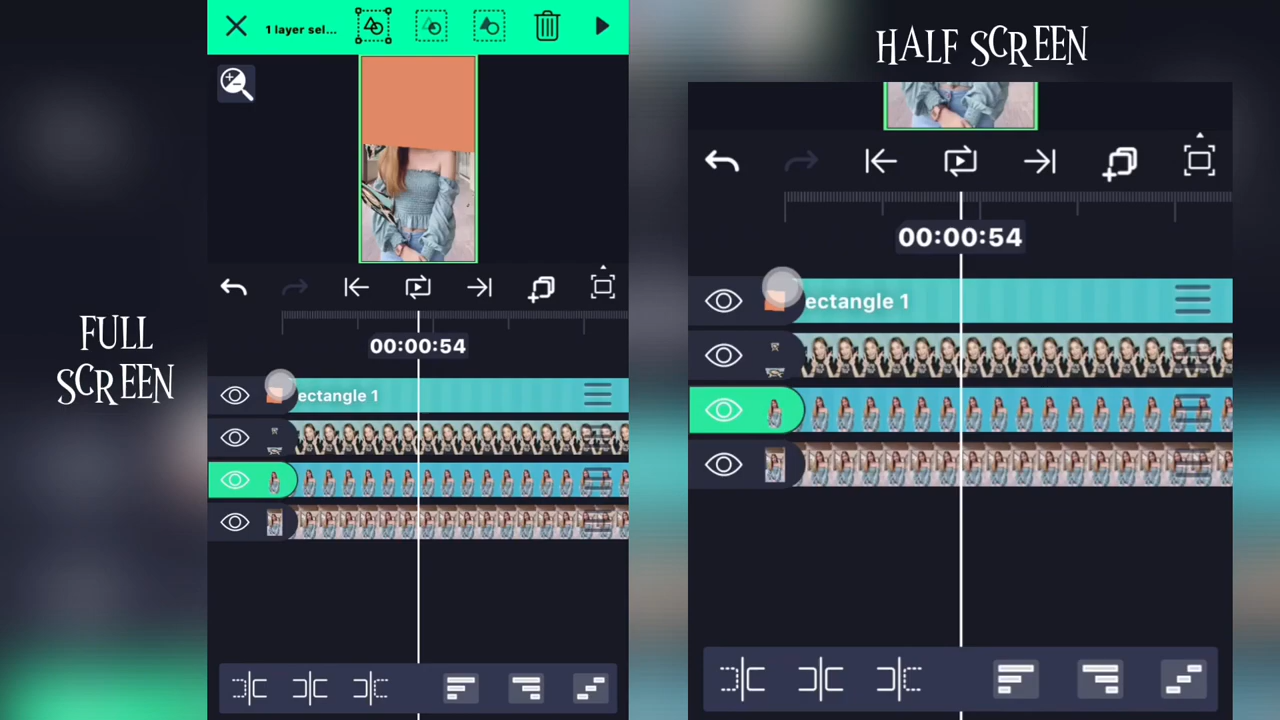 FULL
SCREEN
1 layer sel...
00:00:54
ectangle 1
HALF SCREEN
00:00:54
ectangle 1